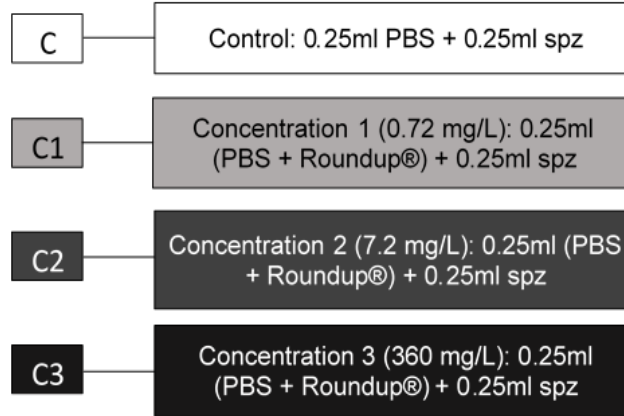 C
Control: 0.25ml PBS + 0.25ml spz
C1
Concentration 1 (0.72 mg/L): 0.25ml
(PBS + Roundup®) + 0.25ml spz
C2
Concentration 2 (7.2 mg/L): 0.25ml (PBS
+ Roundup®) + 0.25ml spz
C3
Concentration 3 (360 mg/L): 0.25ml
(PBS + Roundup®) + 0.25ml spz